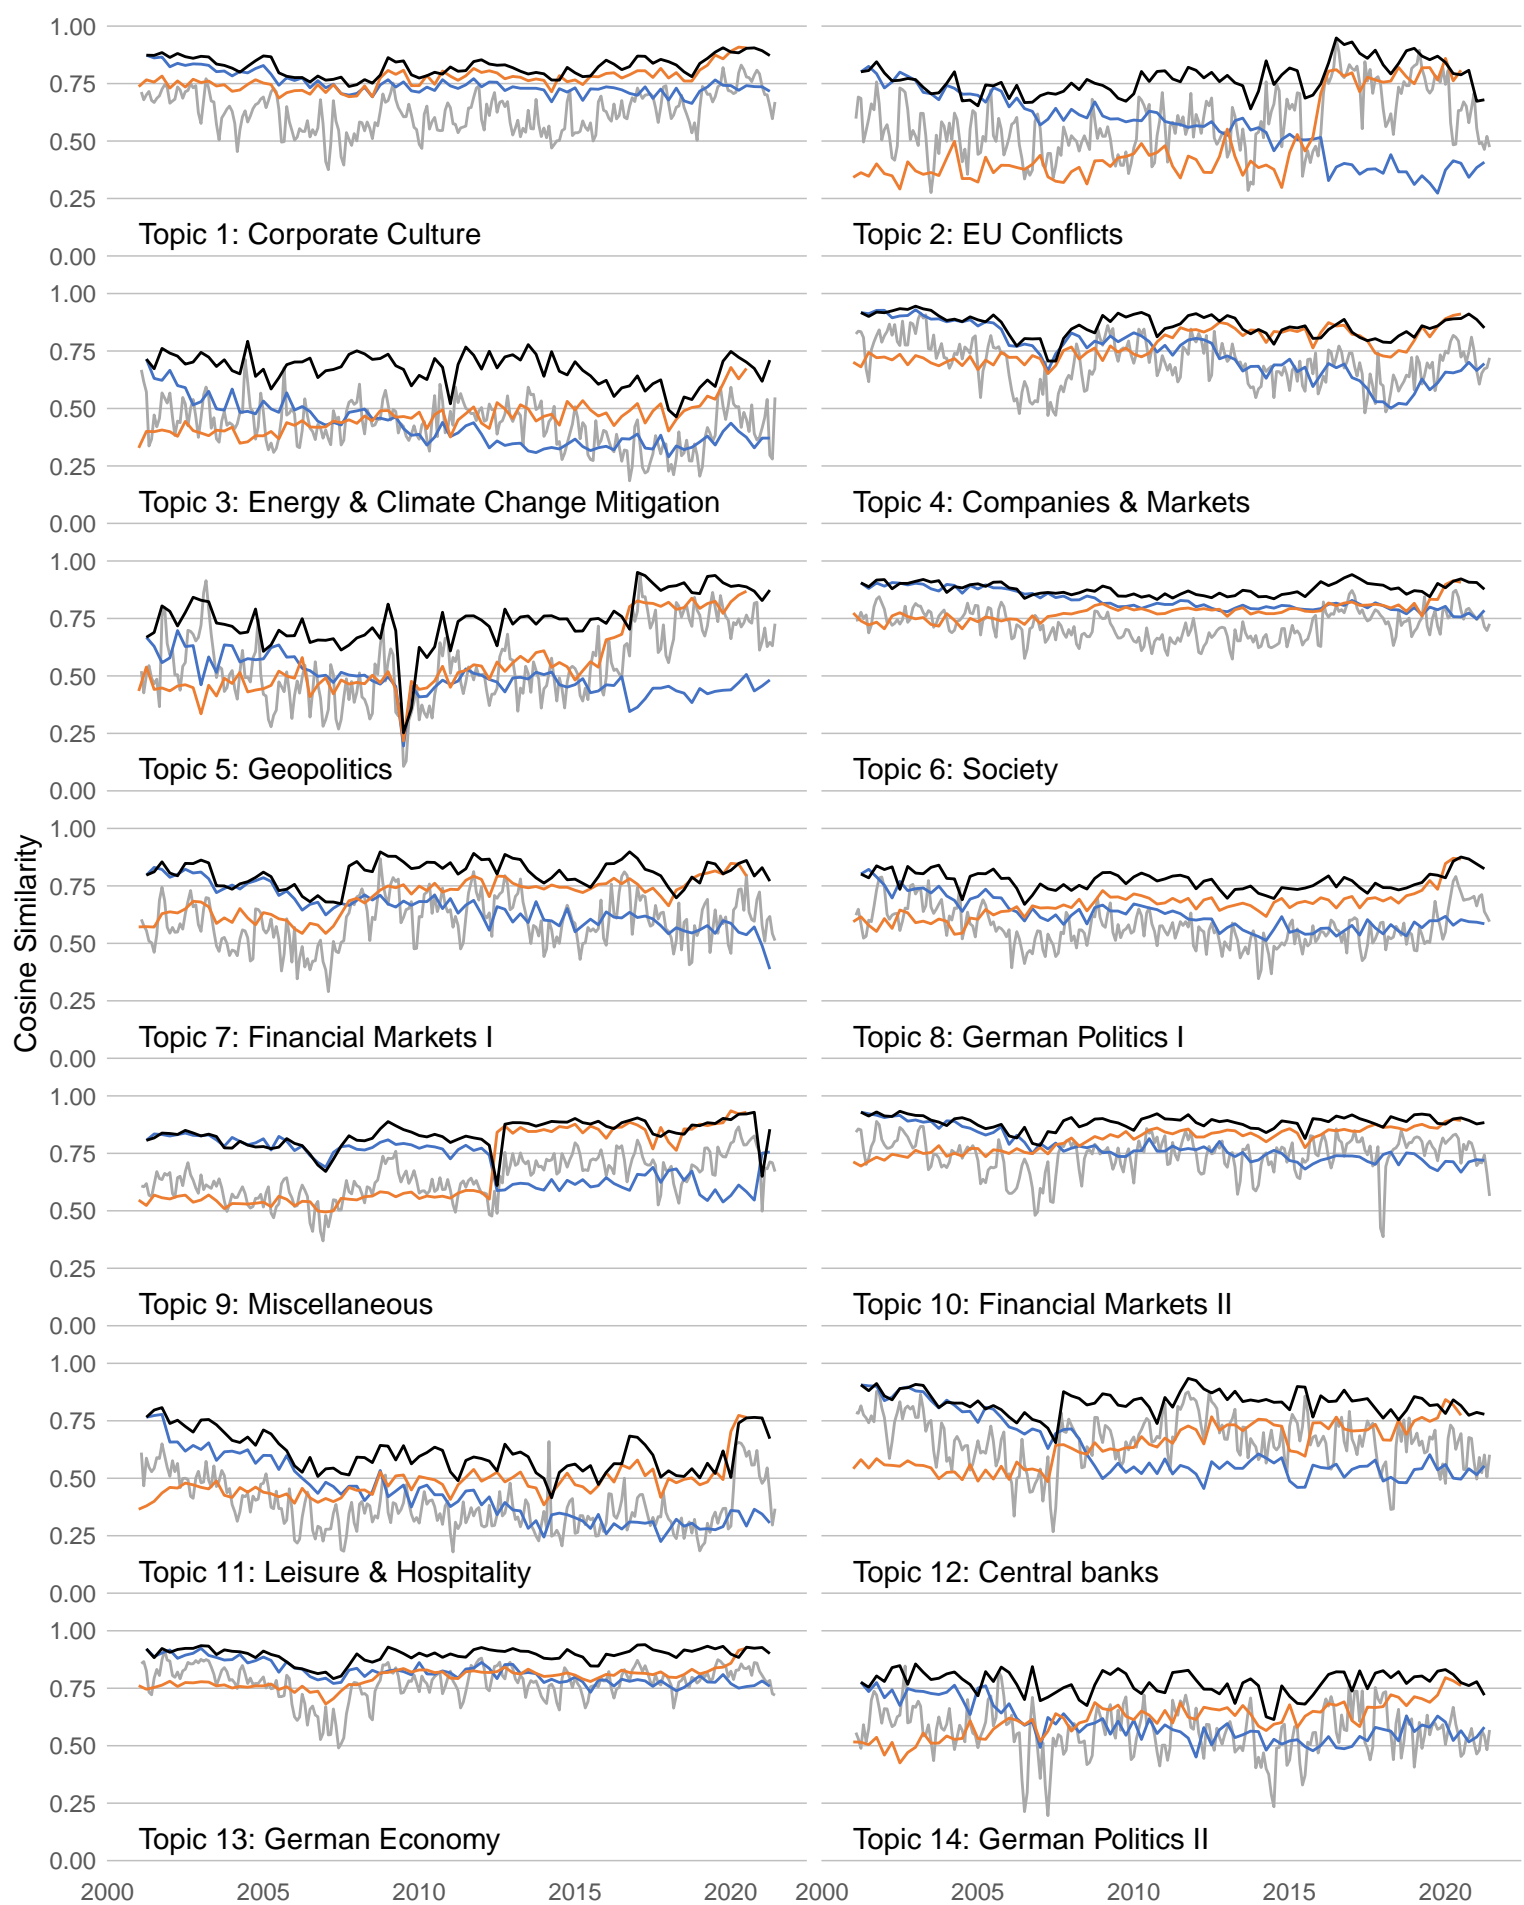 Cosine Similarity
1.00
0.75
0.50
0.25
0.00
Topic 1: Corporate Culture
Topic 2: EU Conflicts
1.00
0.75
0.50
0.25
0.00
Topic 3: Energy & Climate Change Mitigation
Topic 4: Companies & Markets
1.00
0.75
0.50
0.25
0.00
Topic 5: Geopolitics
Topic 6: Society
1.00
0.75
0.50
0.25
0.00
Topic 7: Financial Markets I
Topic 8: German Politics I
1.00
0.75
0.50
0.25
0.00
Topic 9: Miscellaneous
Topic 10: Financial Markets II
1.00
0.75
0.50
0.25
0.00
Topic 11: Leisure & Hospitality
Topic 12: Central banks
1.00
0.75
0.50
0.25
0.00
Topic 13: German Economy
Topic 14: German Politics II
2000 2005 2010 2015 2020
2000 2005 2010 2015 2020